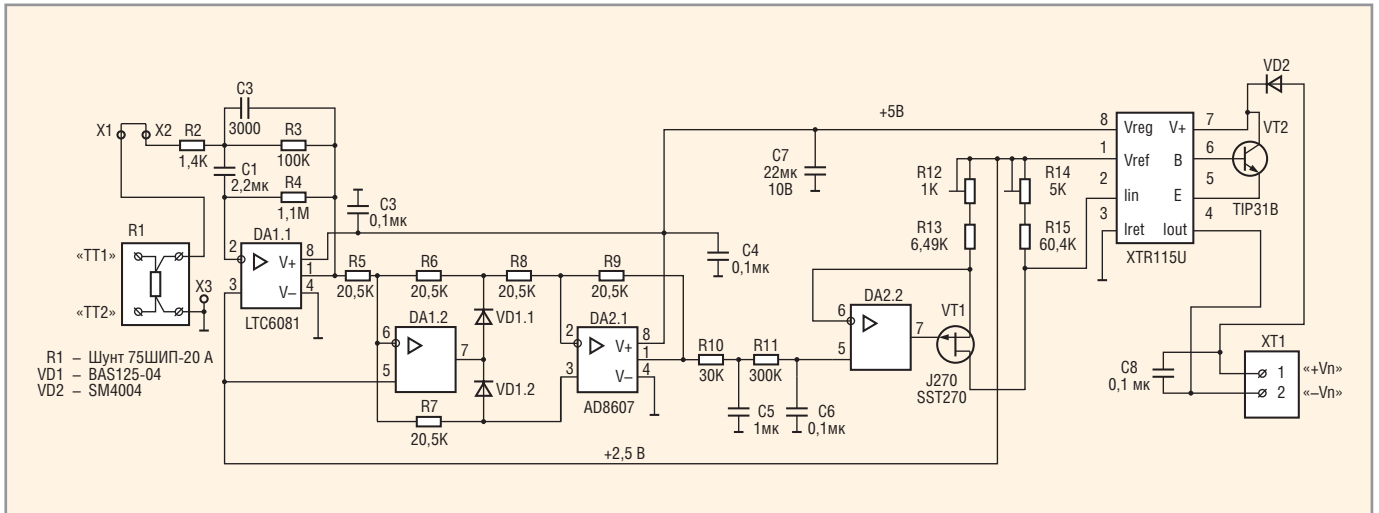 C3
3000
X1
X2
R2
1,4K
R3
100K
C1
2,2мк
R4
1,1M
C3
0,1мк
R1
«TT1»
«TT2»
X3
R1 – Шунт 75ШИП-20 А
VD1 – BAS125-04
VD2 – SM4004
DA1.1
2
3
V+
V–
8
1
4
LTC6081
R5
20,5K
R6
20,5K
R8
20,5K
R9
20,5K
C4
0,1мк
DA1.2
6
5
7
VD1.1
VD1.2
R7
20,5K
DA2.1
2
3
V+
V–
8
1
4
AD8607
+2,5 В
R10
30K
R11
300K
C5
1мк
C6
0,1мк
C7
22мк
10В
+5В
DA2.2
6
5
7
VT1
J270
SST270
R12
1K
R13
6,49K
R14
5K
R15
60,4K
8
1
2
3
Vreg
Vref
Iin
Iret
V+
B
E
Iout
7
6
5
4
XTR115U
VD2
VT2
TIP31B
C8
0,1 мк
XT1
1
2
«+Vn»
«–Vn»